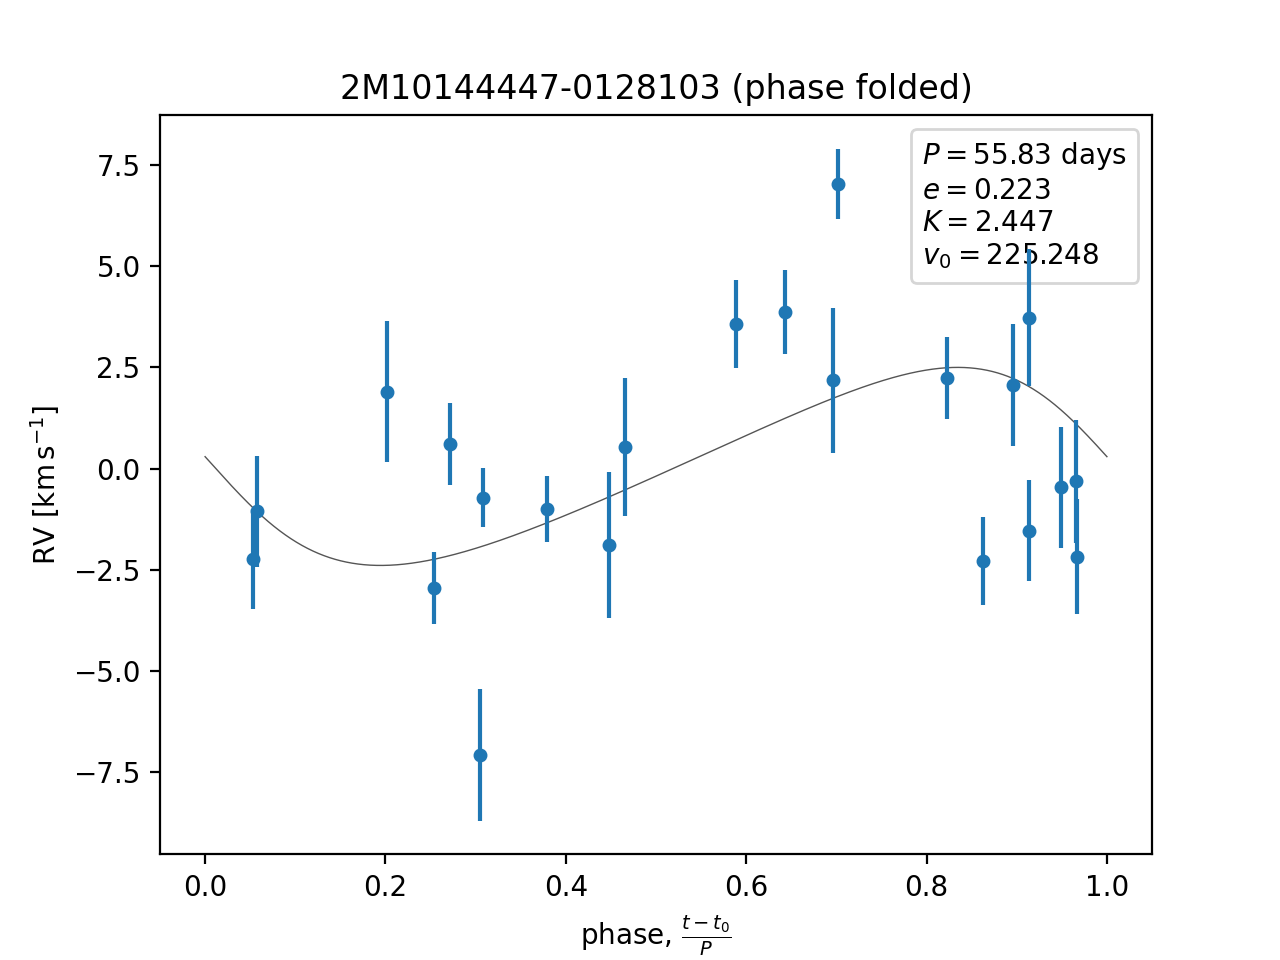 2M10144447-0128103 (phase folded)
P = 55.83 days
e = 0.223
K = 2.447
v₀ = 225.248
RV [km s⁻¹]
7.5
5.0
2.5
0.0
−2.5
−5.0
−7.5
0.0 0.2 0.4 0.6 0.8 1.0
phase, (t − t₀)/P